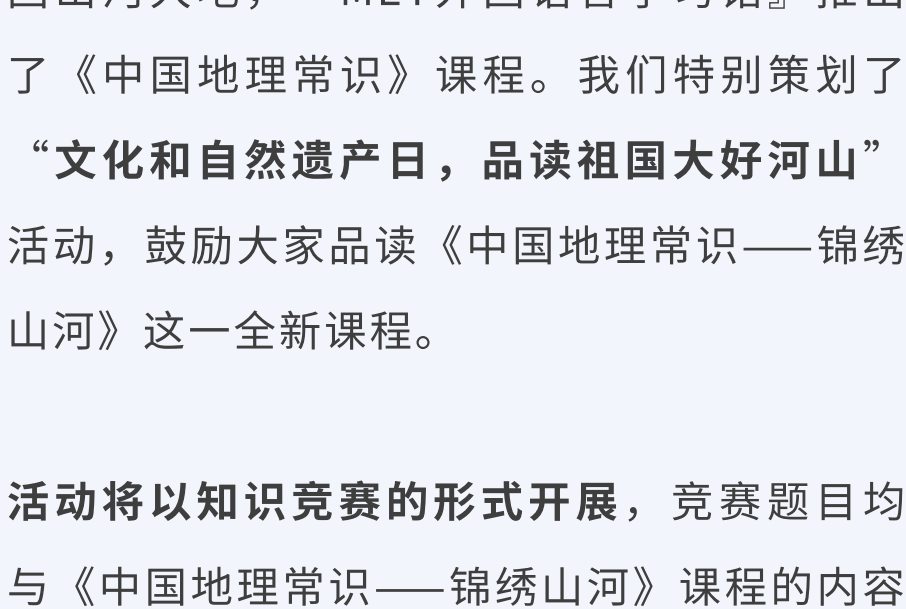 了《中国地理常识》课程。我们特别策划了
“文化和自然遗产日，品读祖国大好河山”
活动，鼓励大家品读《中国地理常识——锦绣
山河》这一全新课程。
活动将以知识竞赛的形式开展，竞赛题目均
与《中国地理常识——锦绣山河》课程的内容